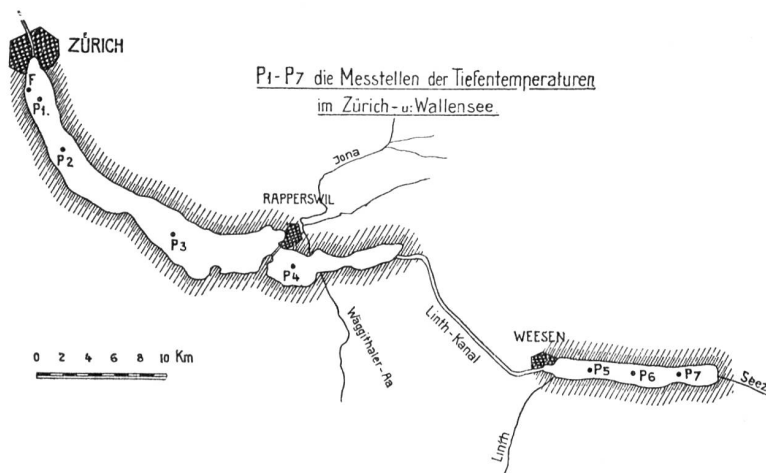 ZÜRICH
P1-P7 die Messtellen der Tiefentemperaturen
im Zürich- u: Wallensee
F
P1.
P2
Jona
RAPPERSWIL
P3
P4
Wäggithaler-Aa
Linth-Kanal
WEESEN
0 2 4 6 8 10 Km
P5 P6 P7
Seez
Linth